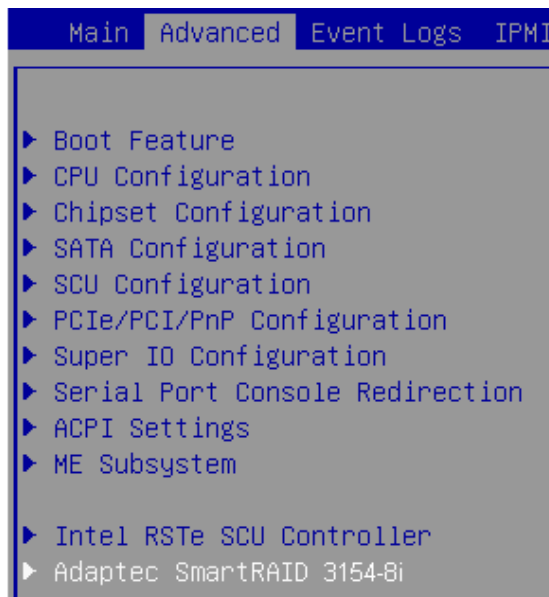 Main Advanced Event Logs IPMI
Boot Feature
CPU Configuration
Chipset Configuration
SATA Configuration
SCU Configuration
PCIe/PCI/PnP Configuration
Super IO Configuration
Serial Port Console Redirection
ACPI Settings
ME Subsystem
Intel RSTe SCU Controller
Adaptec SmartRAID 3154-8i